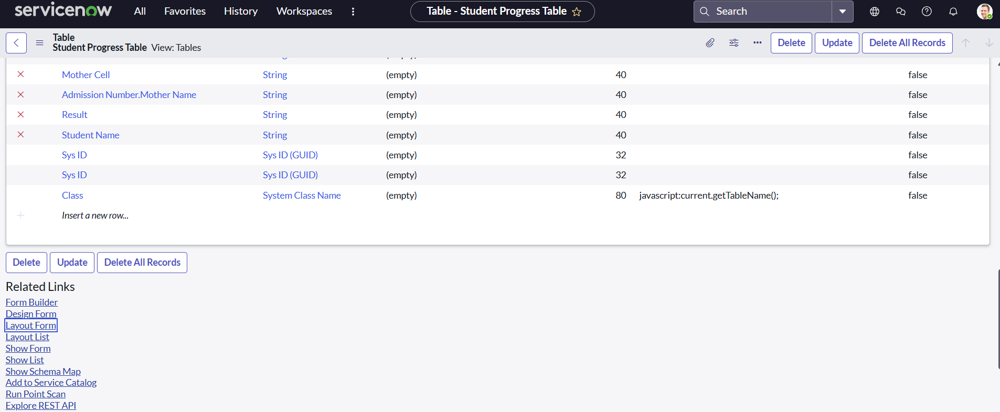 servicenow All Favorites History Workspaces Table - Student Progress Table Search
Table
Student Progress Table View: Tables Delete Update Delete All Records
Mother Cell String (empty) 40 false
Admission Number.Mother Name String (empty) 40 false
Result String (empty) 40 false
Student Name String (empty) 40 false
Sys ID Sys ID (GUID) (empty) 32 false
Sys ID Sys ID (GUID) (empty) 32 false
Class System Class Name (empty) 80 javascript:current.getTableName(); false
Insert a new row...
Delete Update Delete All Records
Related Links
Form Builder
Design Form
Layout Form
Layout List
Show Form
Show List
Show Schema Map
Add to Service Catalog
Run Point Scan
Explore REST API